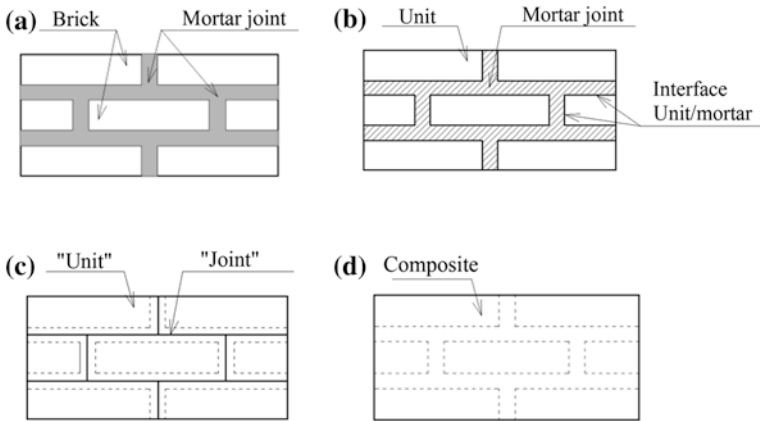 (a)
Brick
Mortar joint
(b)
Unit
Mortar joint
Interface
Unit/mortar
(c)
"Unit"
"Joint"
(d)
Composite